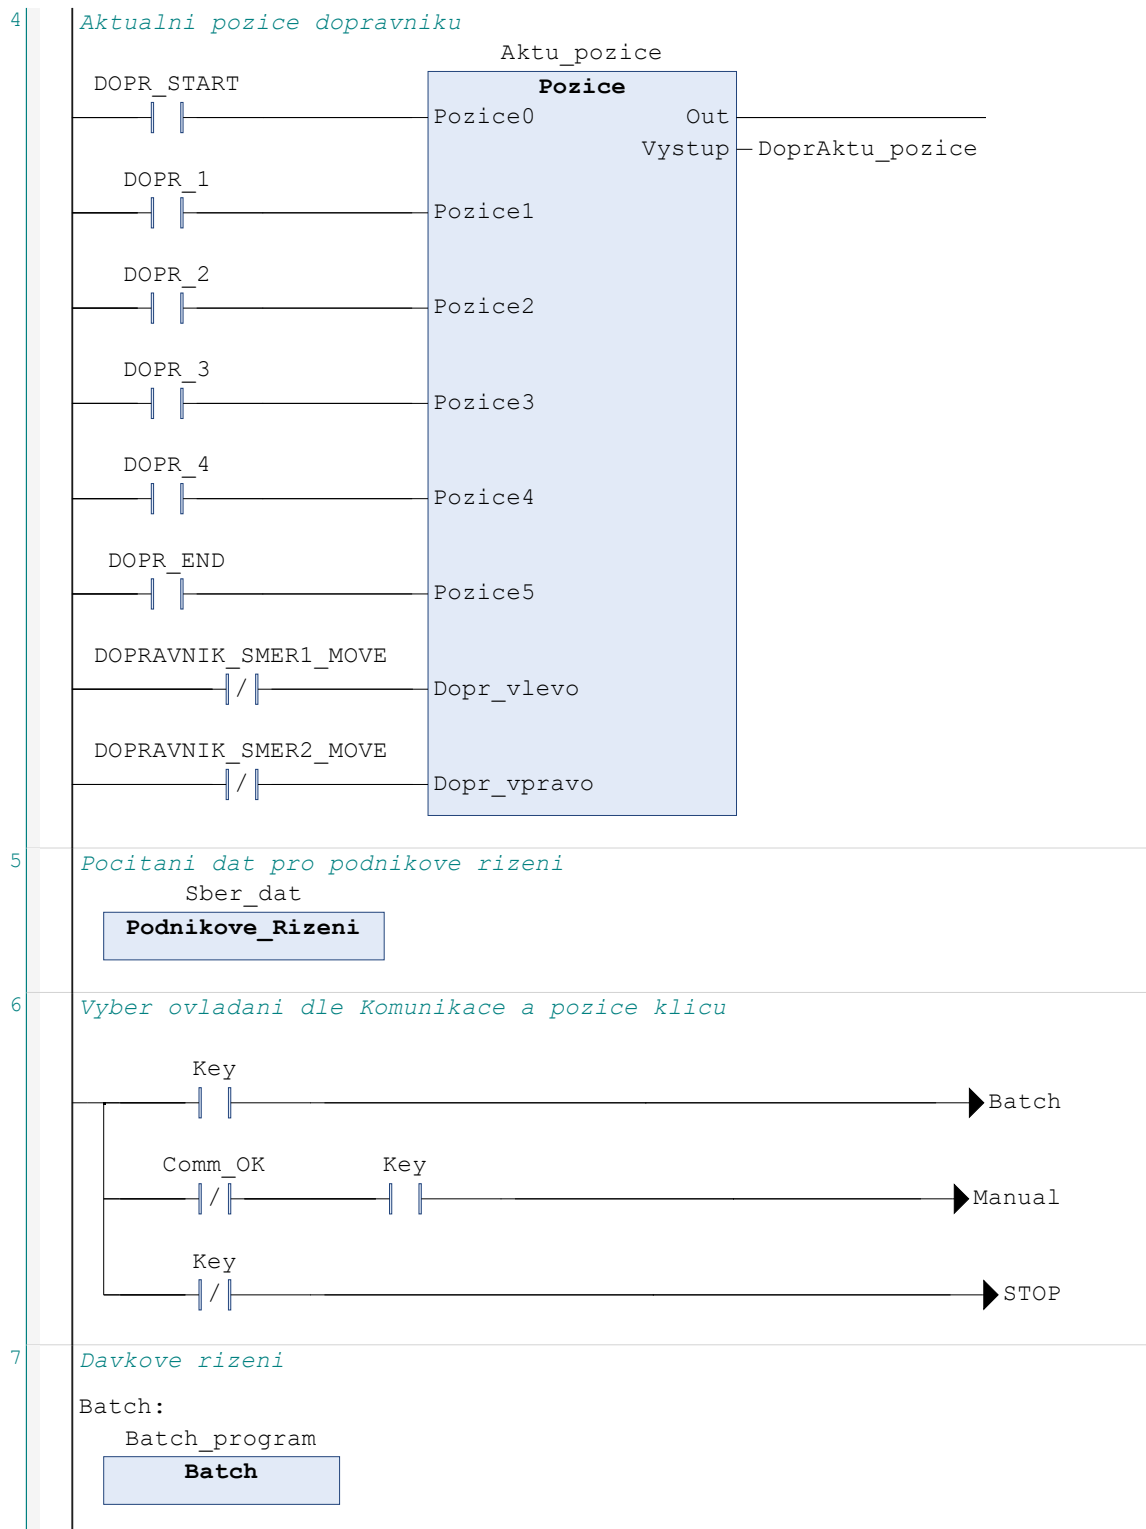 4
Aktualni pozice dopravniku
Aktu_pozice
DOPR_START
Pozice
Pozice0 Out
Vystup DoprAktu_pozice
DOPR_1
Pozice1
DOPR_2
Pozice2
DOPR_3
Pozice3
DOPR_4
Pozice4
DOPR_END
Pozice5
DOPRAVNIK_SMER1_MOVE
Dopr_vlevo
DOPRAVNIK_SMER2_MOVE
Dopr_vpravo
5
Pocitani dat pro podnikove rizeni
Sber_dat
Podnikove_Rizeni
6
Vyber ovladani dle Komunikace a pozice klicu
Key
Batch
Comm_OK Key
Manual
Key
STOP
7
Davkove rizeni
Batch:
Batch_program
Batch